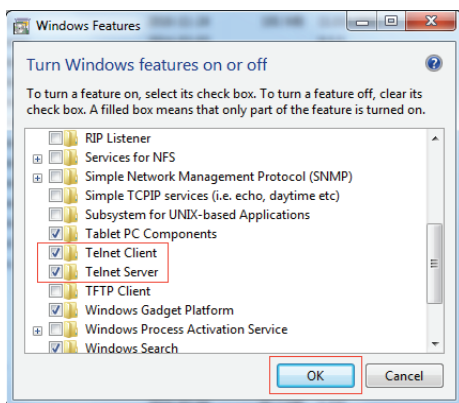 Windows Features
Turn Windows features on or off
To turn a feature on, select its check box. To turn a feature off, clear its
check box. A filled box means that only part of the feature is turned on.
RIP Listener
Services for NFS
Simple Network Management Protocol (SNMP)
Simple TCPIP services (i.e. echo, daytime etc)
Subsystem for UNIX-based Applications
Tablet PC Components
Telnet Client
Telnet Server
TFTP Client
Windows Gadget Platform
Windows Process Activation Service
Windows Search
OK
Cancel